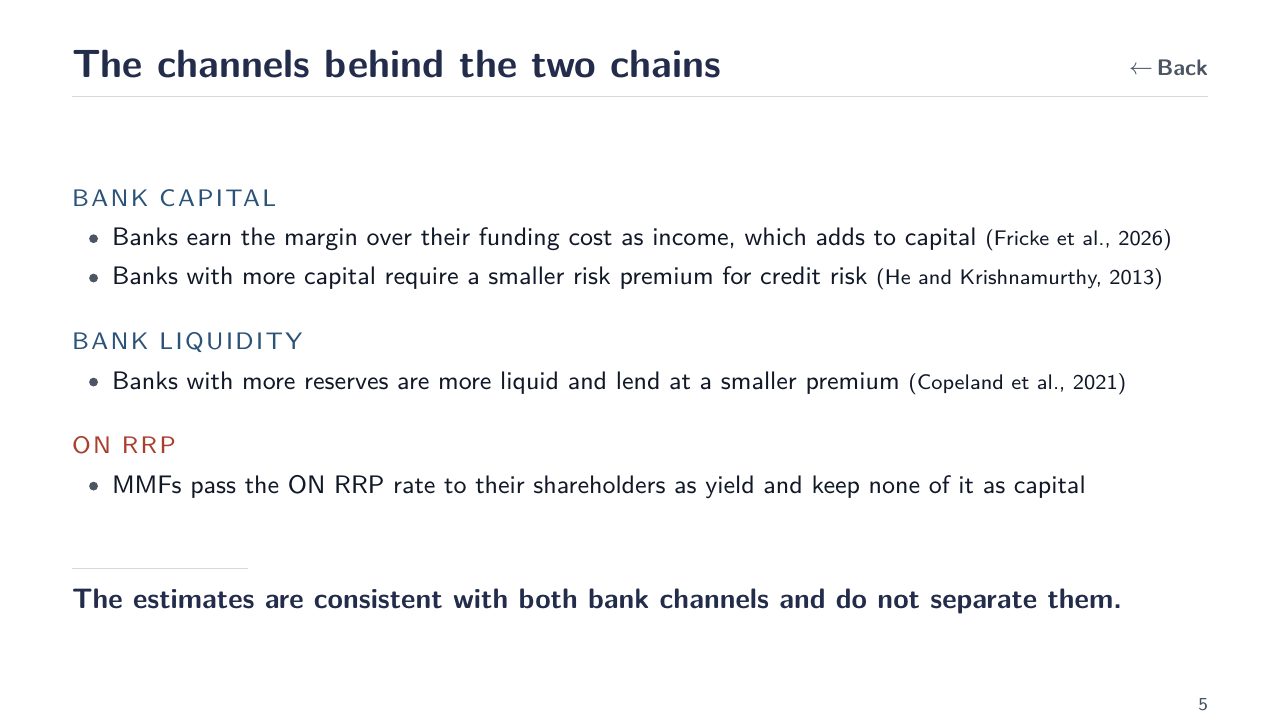 The channels behind the two chains
← Back
BANK CAPITAL
• Banks earn the margin over their funding cost as income, which adds to capital (Fricke et al., 2026)
• Banks with more capital require a smaller risk premium for credit risk (He and Krishnamurthy, 2013)
BANK LIQUIDITY
• Banks with more reserves are more liquid and lend at a smaller premium (Copeland et al., 2021)
ON RRP
• MMFs pass the ON RRP rate to their shareholders as yield and keep none of it as capital
The estimates are consistent with both bank channels and do not separate them.
5